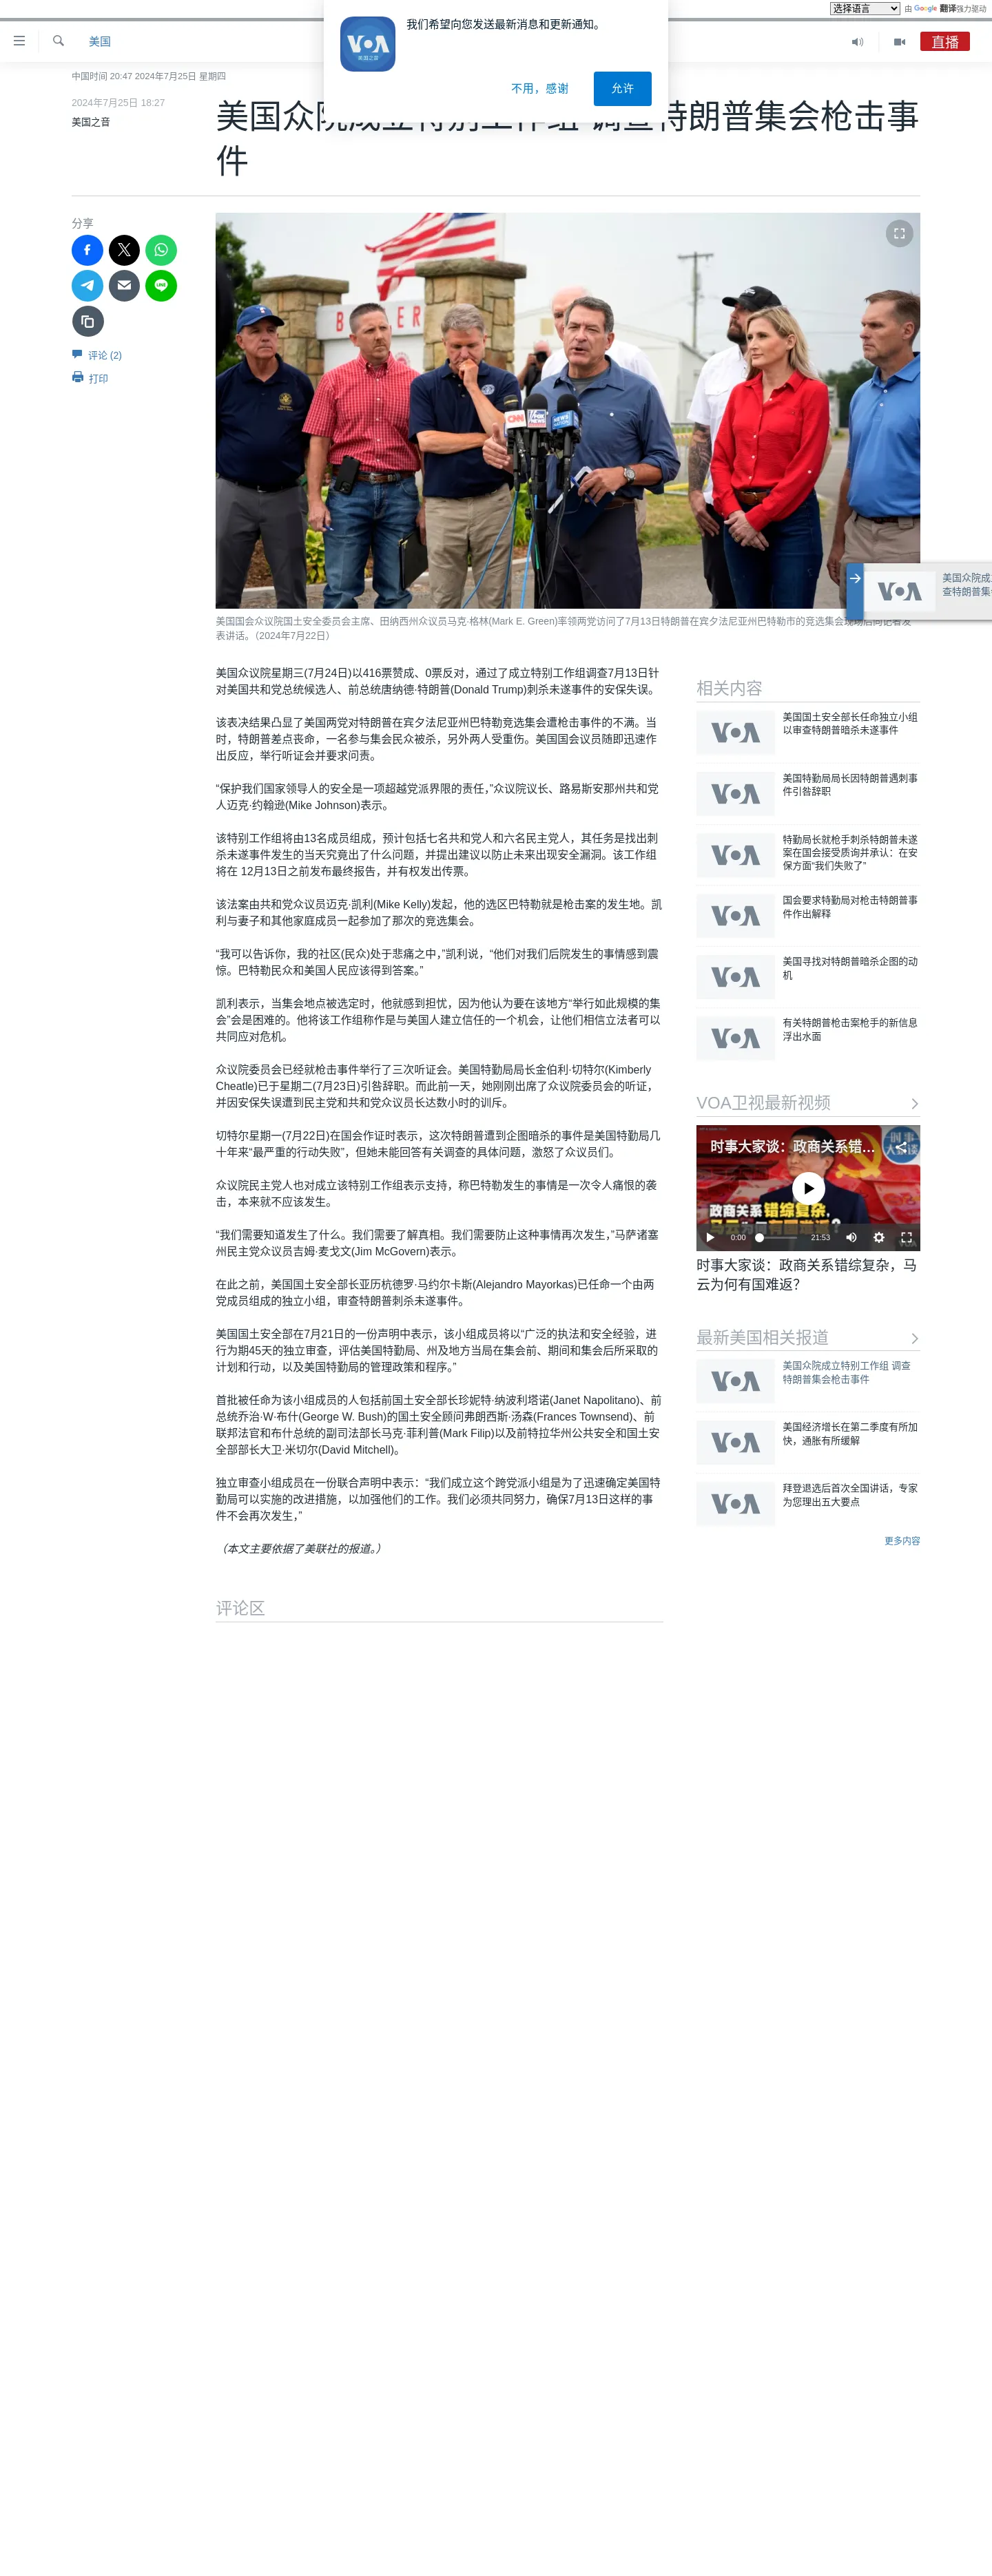 选择语言
由 Google 翻译强力驱动
美国
直播
我们希望向您发送最新消息和更新通知。
VOA
美国之音
不用，感谢
允许
中国时间 20:47 2024年7月25日 星期四
2024年7月25日 18:27
美国之音
美国众院成立特别工作组 调查特朗普集会枪击事
件
分享
评论 (2)
打印
CNN
FOX NEWS
NEWS
美国国会众议院国土安全委员会主席、田纳西州众议员马克·格林(Mark E. Green)率领两党访问了7月13日特朗普在宾夕法尼亚州巴特勒市的竞选集会现场后向记者发
表讲话。（2024年7月22日）
VOA
美国众院成
查特朗普集
美国众议院星期三(7月24日)以416票赞成、0票反对，通过了成立特别工作组调查7月13日针
对美国共和党总统候选人、前总统唐纳德·特朗普(Donald Trump)刺杀未遂事件的安保失误。
该表决结果凸显了美国两党对特朗普在宾夕法尼亚州巴特勒竞选集会遭枪击事件的不满。当
时，特朗普差点丧命，一名参与集会民众被杀，另外两人受重伤。美国国会议员随即迅速作
出反应，举行听证会并要求问责。
“保护我们国家领导人的安全是一项超越党派界限的责任，”众议院议长、路易斯安那州共和党
人迈克·约翰逊(Mike Johnson)表示。
该特别工作组将由13名成员组成，预计包括七名共和党人和六名民主党人，其任务是找出刺
杀未遂事件发生的当天究竟出了什么问题，并提出建议以防止未来出现安全漏洞。该工作组
将在 12月13日之前发布最终报告，并有权发出传票。
该法案由共和党众议员迈克·凯利(Mike Kelly)发起，他的选区巴特勒就是枪击案的发生地。凯
利与妻子和其他家庭成员一起参加了那次的竞选集会。
“我可以告诉你，我的社区(民众)处于悲痛之中，”凯利说，“他们对我们后院发生的事情感到震
惊。巴特勒民众和美国人民应该得到答案。”
凯利表示，当集会地点被选定时，他就感到担忧，因为他认为要在该地方“举行如此规模的集
会”会是困难的。他将该工作组称作是与美国人建立信任的一个机会，让他们相信立法者可以
共同应对危机。
众议院委员会已经就枪击事件举行了三次听证会。美国特勤局局长金伯利·切特尔(Kimberly
Cheatle)已于星期二(7月23日)引咎辞职。而此前一天，她刚刚出席了众议院委员会的听证，
并因安保失误遭到民主党和共和党众议员长达数小时的训斥。
切特尔星期一(7月22日)在国会作证时表示，这次特朗普遭到企图暗杀的事件是美国特勤局几
十年来“最严重的行动失败”，但她未能回答有关调查的具体问题，激怒了众议员们。
众议院民主党人也对成立该特别工作组表示支持，称巴特勒发生的事情是一次令人痛恨的袭
击，本来就不应该发生。
“我们需要知道发生了什么。我们需要了解真相。我们需要防止这种事情再次发生，”马萨诸塞
州民主党众议员吉姆·麦戈文(Jim McGovern)表示。
在此之前，美国国土安全部长亚历杭德罗·马约尔卡斯(Alejandro Mayorkas)已任命一个由两
党成员组成的独立小组，审查特朗普刺杀未遂事件。
美国国土安全部在7月21日的一份声明中表示，该小组成员将以“广泛的执法和安全经验，进
行为期45天的独立审查，评估美国特勤局、州及地方当局在集会前、期间和集会后所采取的
计划和行动，以及美国特勤局的管理政策和程序。”
首批被任命为该小组成员的人包括前国土安全部长珍妮特·纳波利塔诺(Janet Napolitano)、前
总统乔治·W·布什(George W. Bush)的国土安全顾问弗朗西斯·汤森(Frances Townsend)、前
联邦法官和布什总统的副司法部长马克·菲利普(Mark Filip)以及前特拉华州公共安全和国土安
全部部长大卫·米切尔(David Mitchell)。
独立审查小组成员在一份联合声明中表示：“我们成立这个跨党派小组是为了迅速确定美国特
勤局可以实施的改进措施，以加强他们的工作。我们必须共同努力，确保7月13日这样的事
件不会再次发生，”
（本文主要依据了美联社的报道。）
评论区
相关内容
VOA
美国国土安全部长任命独立小组
以审查特朗普暗杀未遂事件
VOA
美国特勤局局长因特朗普遇刺事
件引咎辞职
VOA
特勤局长就枪手刺杀特朗普未遂
案在国会接受质询并承认：在安
保方面“我们失败了”
VOA
国会要求特勤局对枪击特朗普事
件作出解释
VOA
美国寻找对特朗普暗杀企图的动
机
VOA
有关特朗普枪击案枪手的新信息
浮出水面
VOA卫视最新视频
时事大家谈：政商关系错...
政商关系错综复杂，
马云为何有国难返？
0:00
21:53
时事大家谈：政商关系错综复杂，马
云为何有国难返？
最新美国相关报道
VOA
美国众院成立特别工作组 调查
特朗普集会枪击事件
VOA
美国经济增长在第二季度有所加
快，通胀有所缓解
VOA
拜登退选后首次全国讲话，专家
为您理出五大要点
更多内容